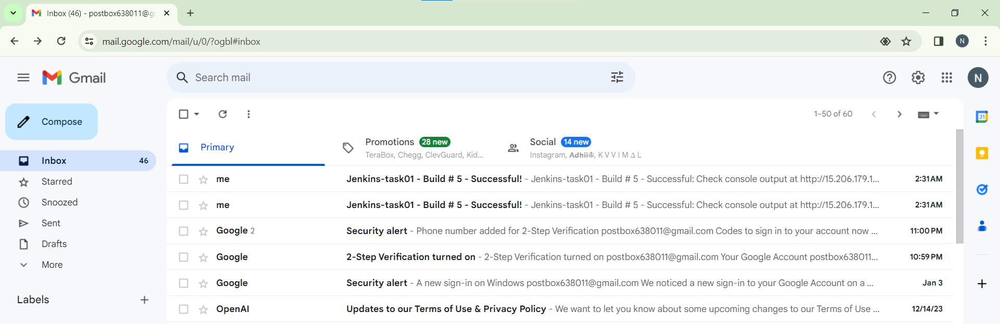 Inbox (46) - postbox638011@g
mail.google.com/mail/u/0/?ogbl#inbox
N
Gmail
Search mail
N
Compose
1–50 of 60
31
Primary
Promotions 28 new
TeraBox, Chegg, ClevGuard, Kid...
Social 14 new
Instagram, Adhii, K V V I M Δ L
Inbox 46
Starred
Snoozed
Sent
Drafts
More
Labels
me Jenkins-task01 - Build # 5 - Successful! - Jenkins-task01 - Build # 5 - Successful: Check console output at http://15.206.179.1... 2:31 AM
me Jenkins-task01 - Build # 5 - Successful! - Jenkins-task01 - Build # 5 - Successful: Check console output at http://15.206.179.1... 2:31 AM
Google 2 Security alert - Phone number added for 2-Step Verification postbox638011@gmail.com Codes to sign in to your account now ... 11:00 PM
Google 2-Step Verification turned on - 2-Step Verification turned on postbox638011@gmail.com Your Google Account postbox638011... 10:59 PM
Google Security alert - A new sign-in on Windows postbox638011@gmail.com We noticed a new sign-in to your Google Account on a ... Jan 3
OpenAI Updates to our Terms of Use & Privacy Policy - We want to let you know about some upcoming changes to our Terms of Use ... 12/14/23